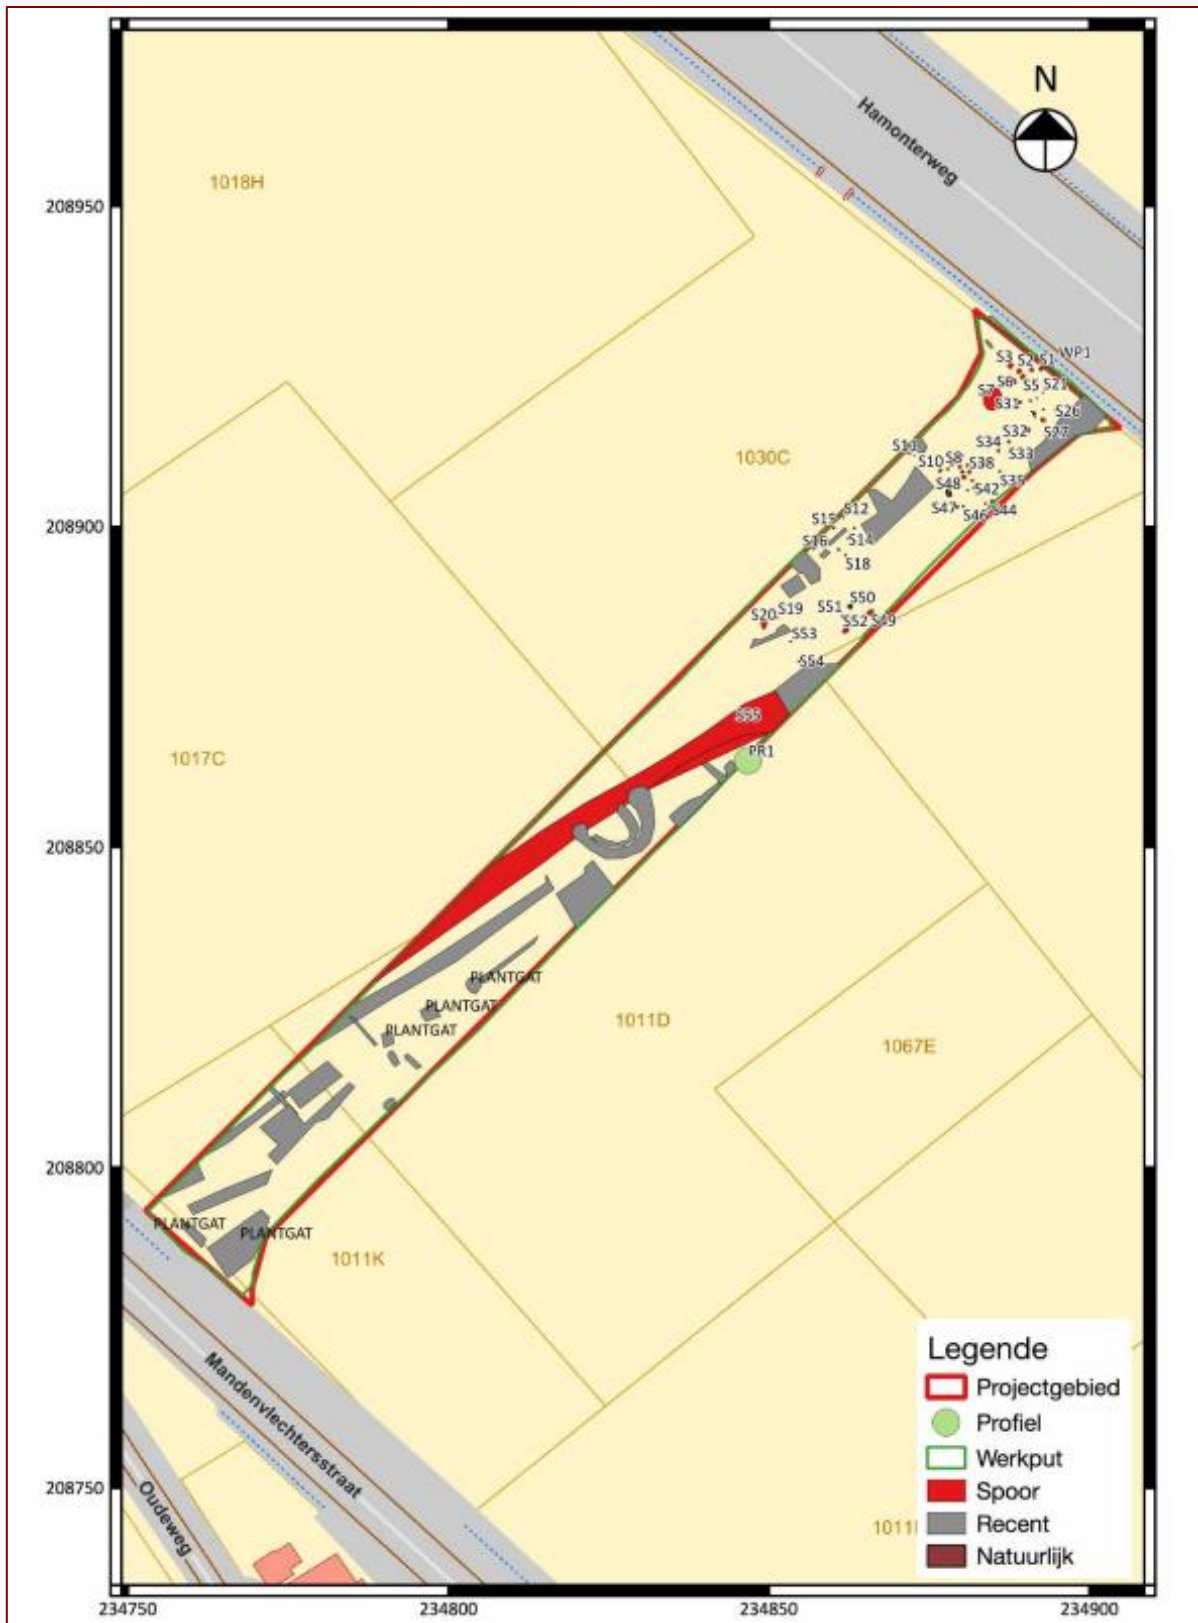 N
Hamonterweg
1018H
208950
WP1
S3
S2
S1
S6
S5
S21
S7
S31
S26
S32
S27
1030C
S11
S34
S33
S10
S8
S38
S35
S48
S42
208900
S47
S46
S44
S15
S12
S16
S14
S18
S50
S51
S19
S20
S52
S49
S53
S54
S55
PR1
1017C
208850
PLANTGAT
PLANTGAT
PLANTGAT
1011D
1067E
208800
PLANTGAT
PLANTGAT
1011K
Mandenvlechtersstraat
Oudeweg
208750
Legende
Projectgebied
Profiel
Werkput
Spoor
Recent
Natuurlijk
234750
234800
234850
234900